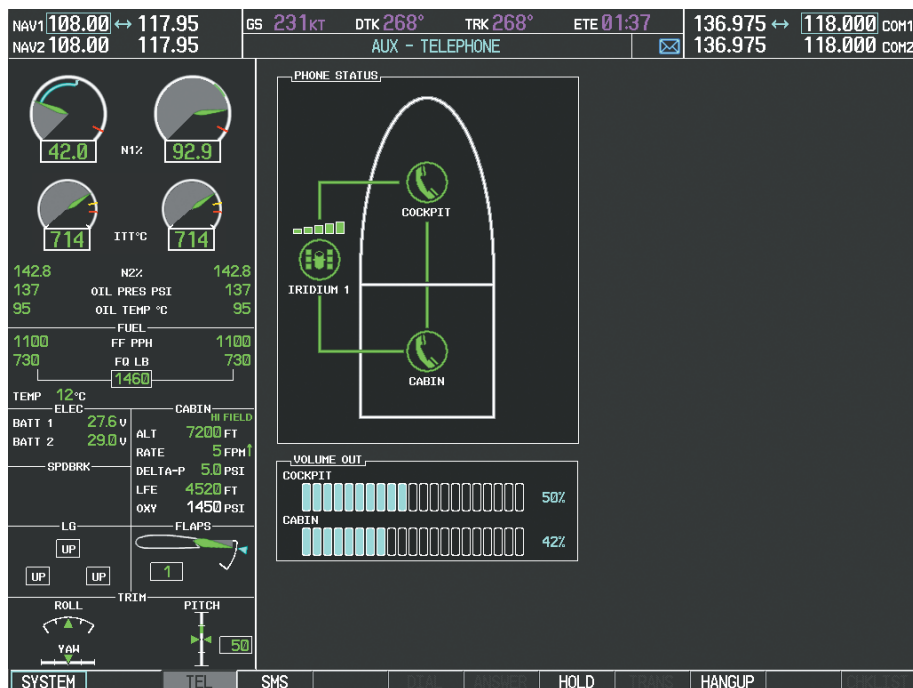 NAV1 108.00 ↔ 117.95
NAV2 108.00 117.95
GS 231KT DTK 268° TRK 268° ETE 01:37
AUX - TELEPHONE
136.975 ↔ 118.000 COM1
136.975 118.000 COM2
42.0 N1% 92.9
714 ITT°C 714
142.8 N2% 142.8
137 OIL PRES PSI 137
95 OIL TEMP °C 95
FUEL
1100 FF PPH 1100
730 FQ LB 730
1460
TEMP 12°C
ELEC
BATT 1 27.6 V
BATT 2 29.0 V
SPDBRK
CABIN
HI FIELD
ALT 7200 FT
RATE 5 FPM↑
DELTA-P 5.0 PSI
LFE 4520 FT
OXY 1450 PSI
LG
UP
UP UP
FLAPS
1
TRIM
ROLL
YAW
PITCH
50
PHONE STATUS
COCKPIT
IRIDIUM 1
CABIN
VOLUME OUT
COCKPIT
50%
CABIN
42%
SYSTEM TEL SMS DIAL ANSWER HOLD TRANS HANGUP CHKLIST